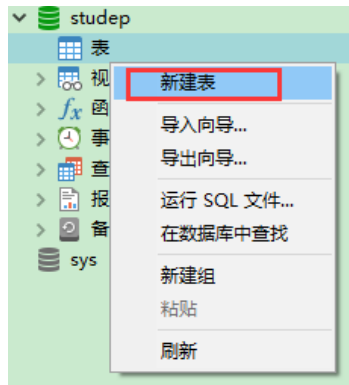 studep
表
视
新建表
fx 函
导入向导...
事
导出向导...
查
报
运行 SQL 文件...
备
在数据库中查找
sys
新建组
粘贴
刷新